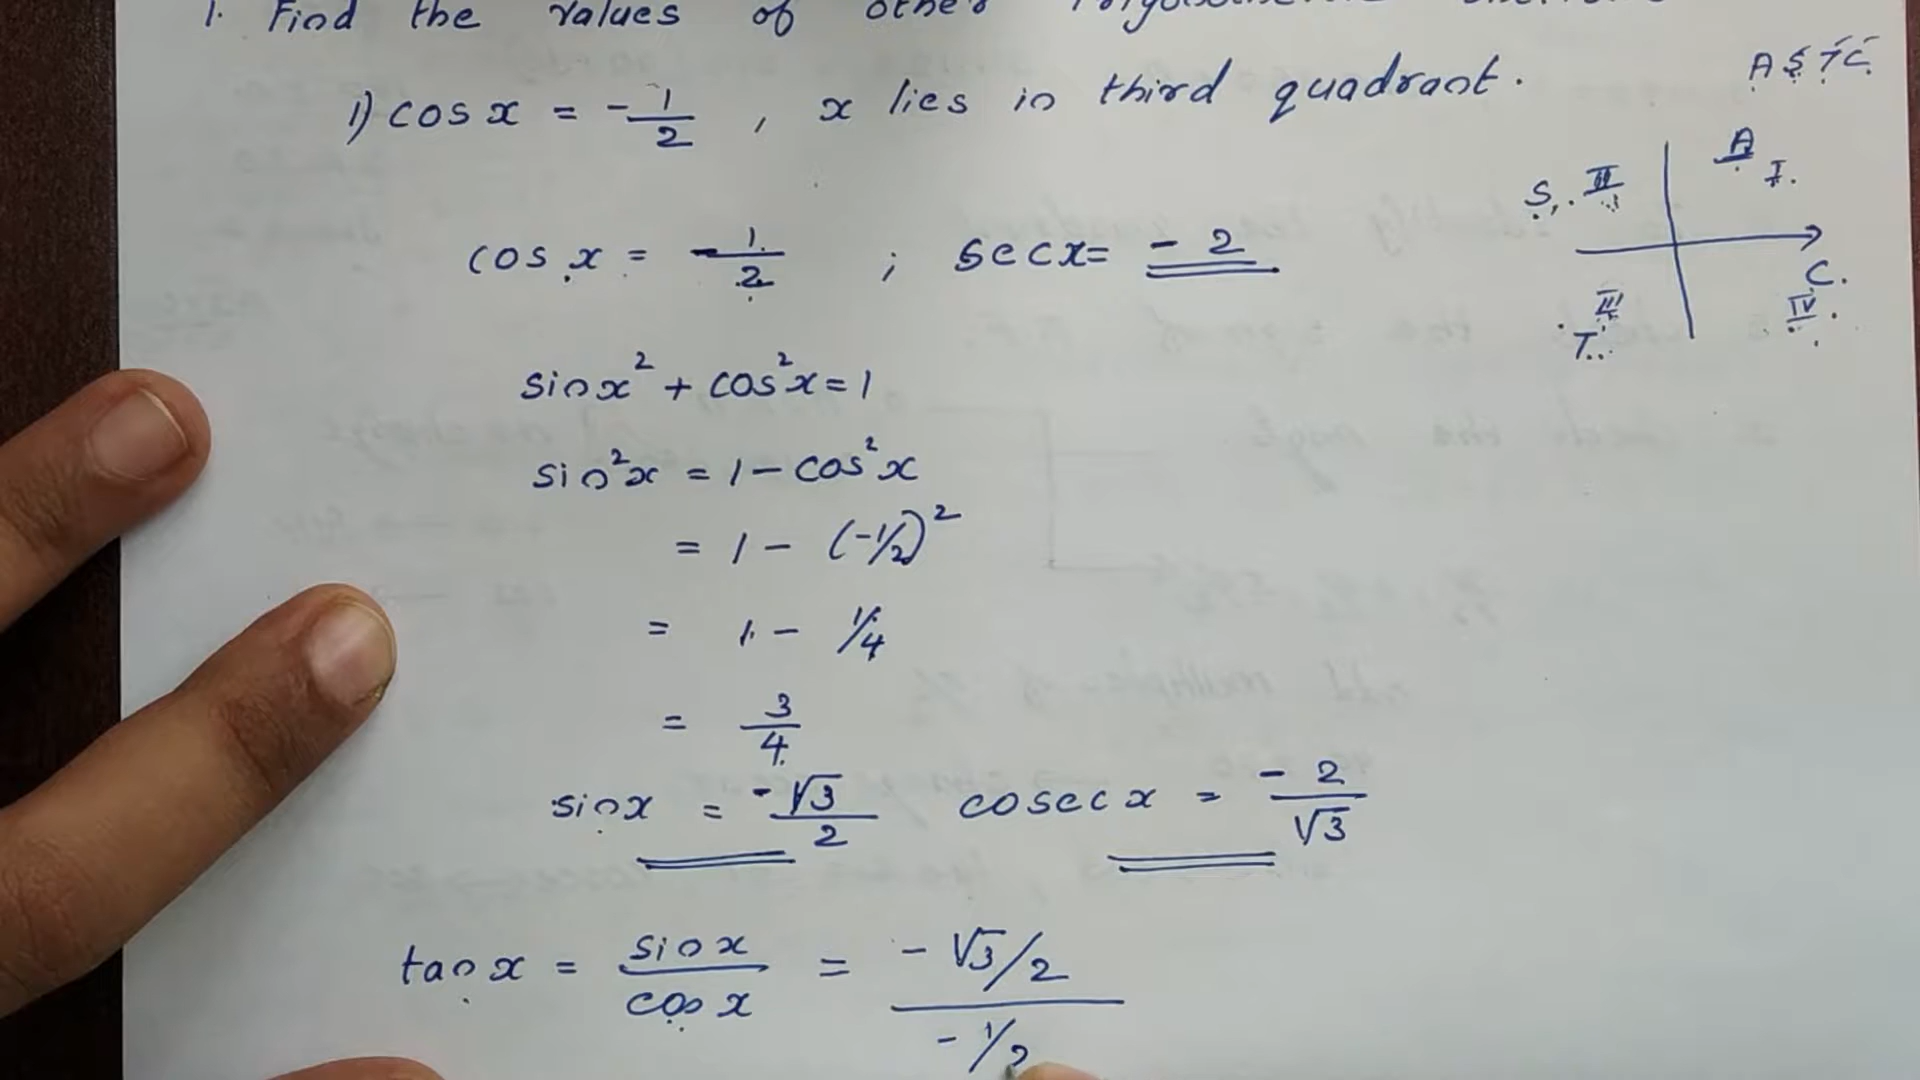 1. Find the values of other
1) cos x = - 1/2 , x lies in third quadrant.
A S T C
A
I.
S, II
C.
III
IV
T
cos x = - 1/2 ; sec x = - 2
sin x² + cos²x = 1
sin²x = 1 - cos²x
= 1 - (-1/2)²
= 1 - 1/4
= 3/4
sin x = -√3/2 cosec x = - 2/√3
tan x = sin x/cos x = - √3/2 / - 1/2